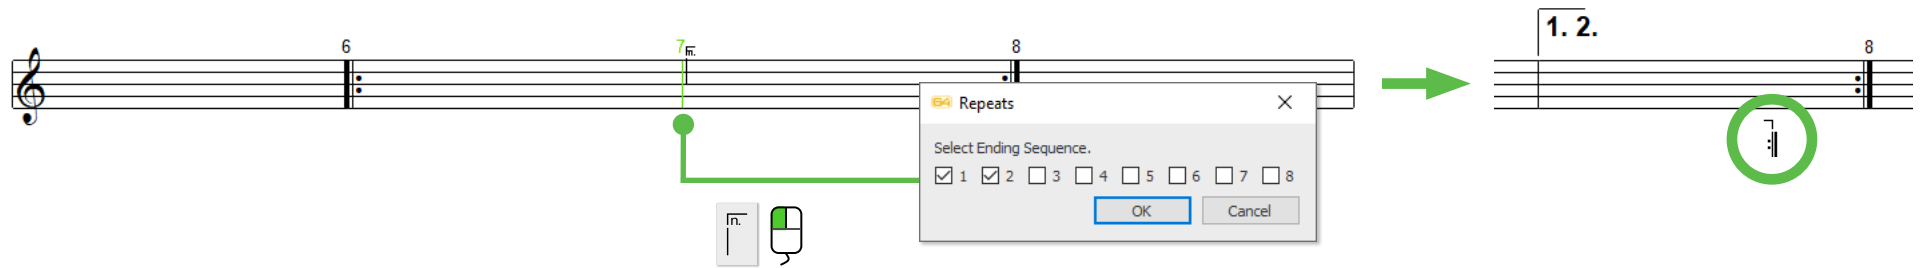 6
7
n.
8
1. 2.
8
64 Repeats
Select Ending Sequence.
1 2 3 4 5 6 7 8
OK Cancel
n.